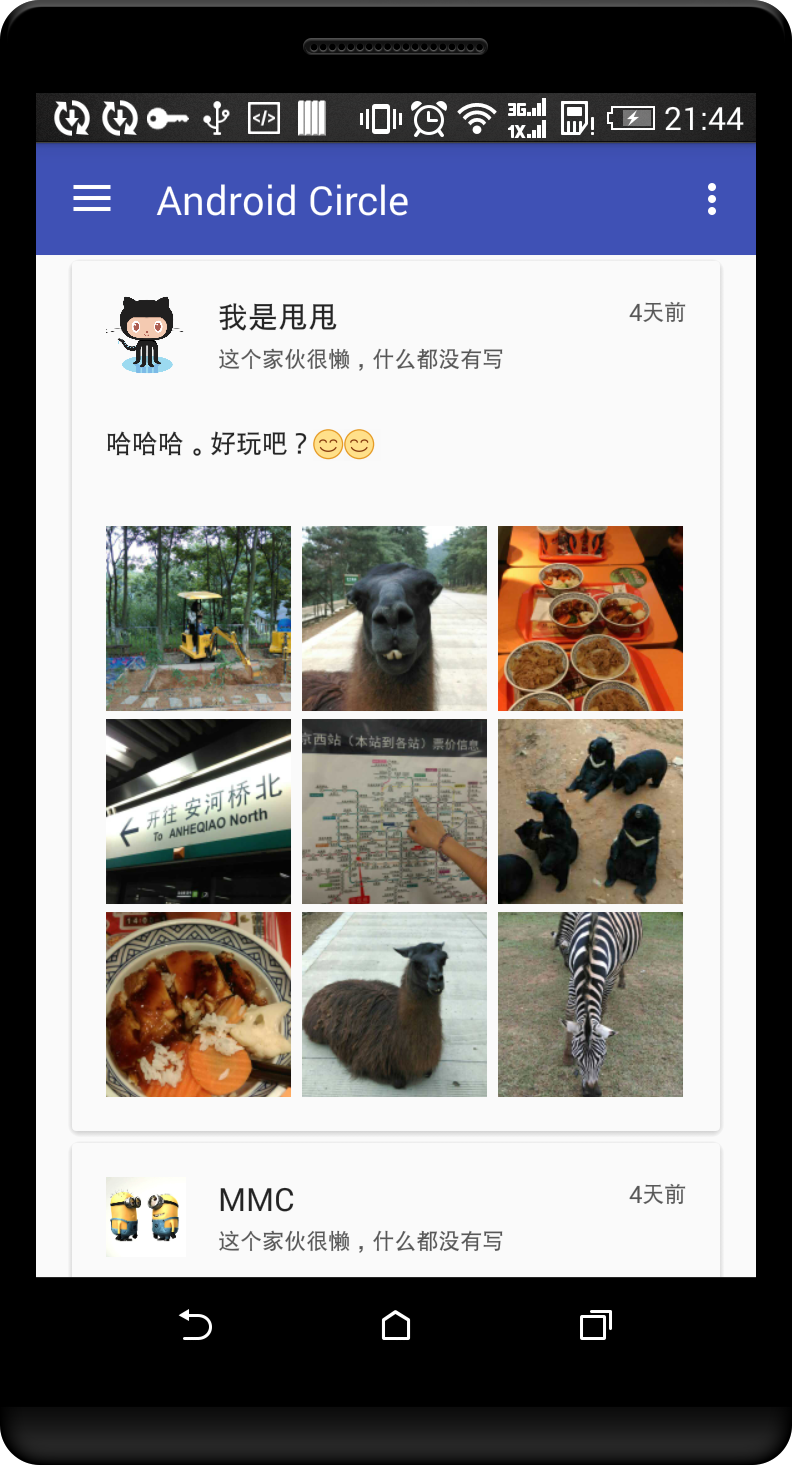 21:44
Android Circle
我是甩甩
4天前
这个家伙很懒，什么都没有写
哈哈哈。好玩吧？😊😊
开往 安河桥北
To ANHEQIAO North
京西站（本站到各站）票价信息
MMC
4天前
这个家伙很懒，什么都没有写